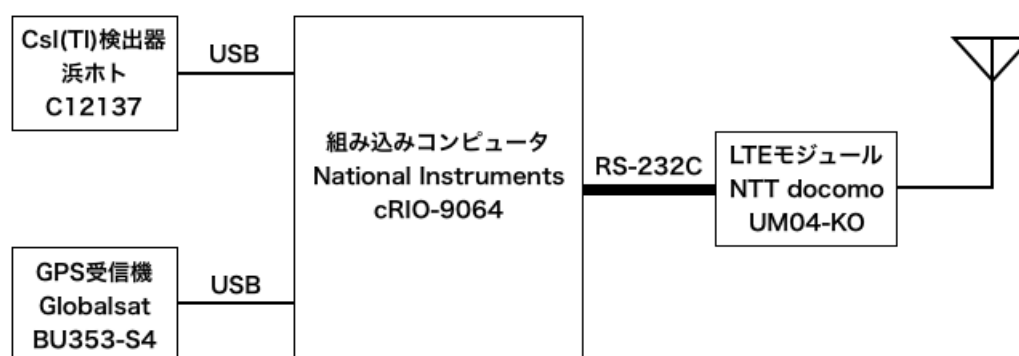 CsI(Tl)検出器
浜ホト
C12137
USB
組み込みコンピュータ
National Instruments
cRIO-9064
RS-232C
LTEモジュール
NTT docomo
UM04-KO
GPS受信機
Globalsat
BU353-S4
USB